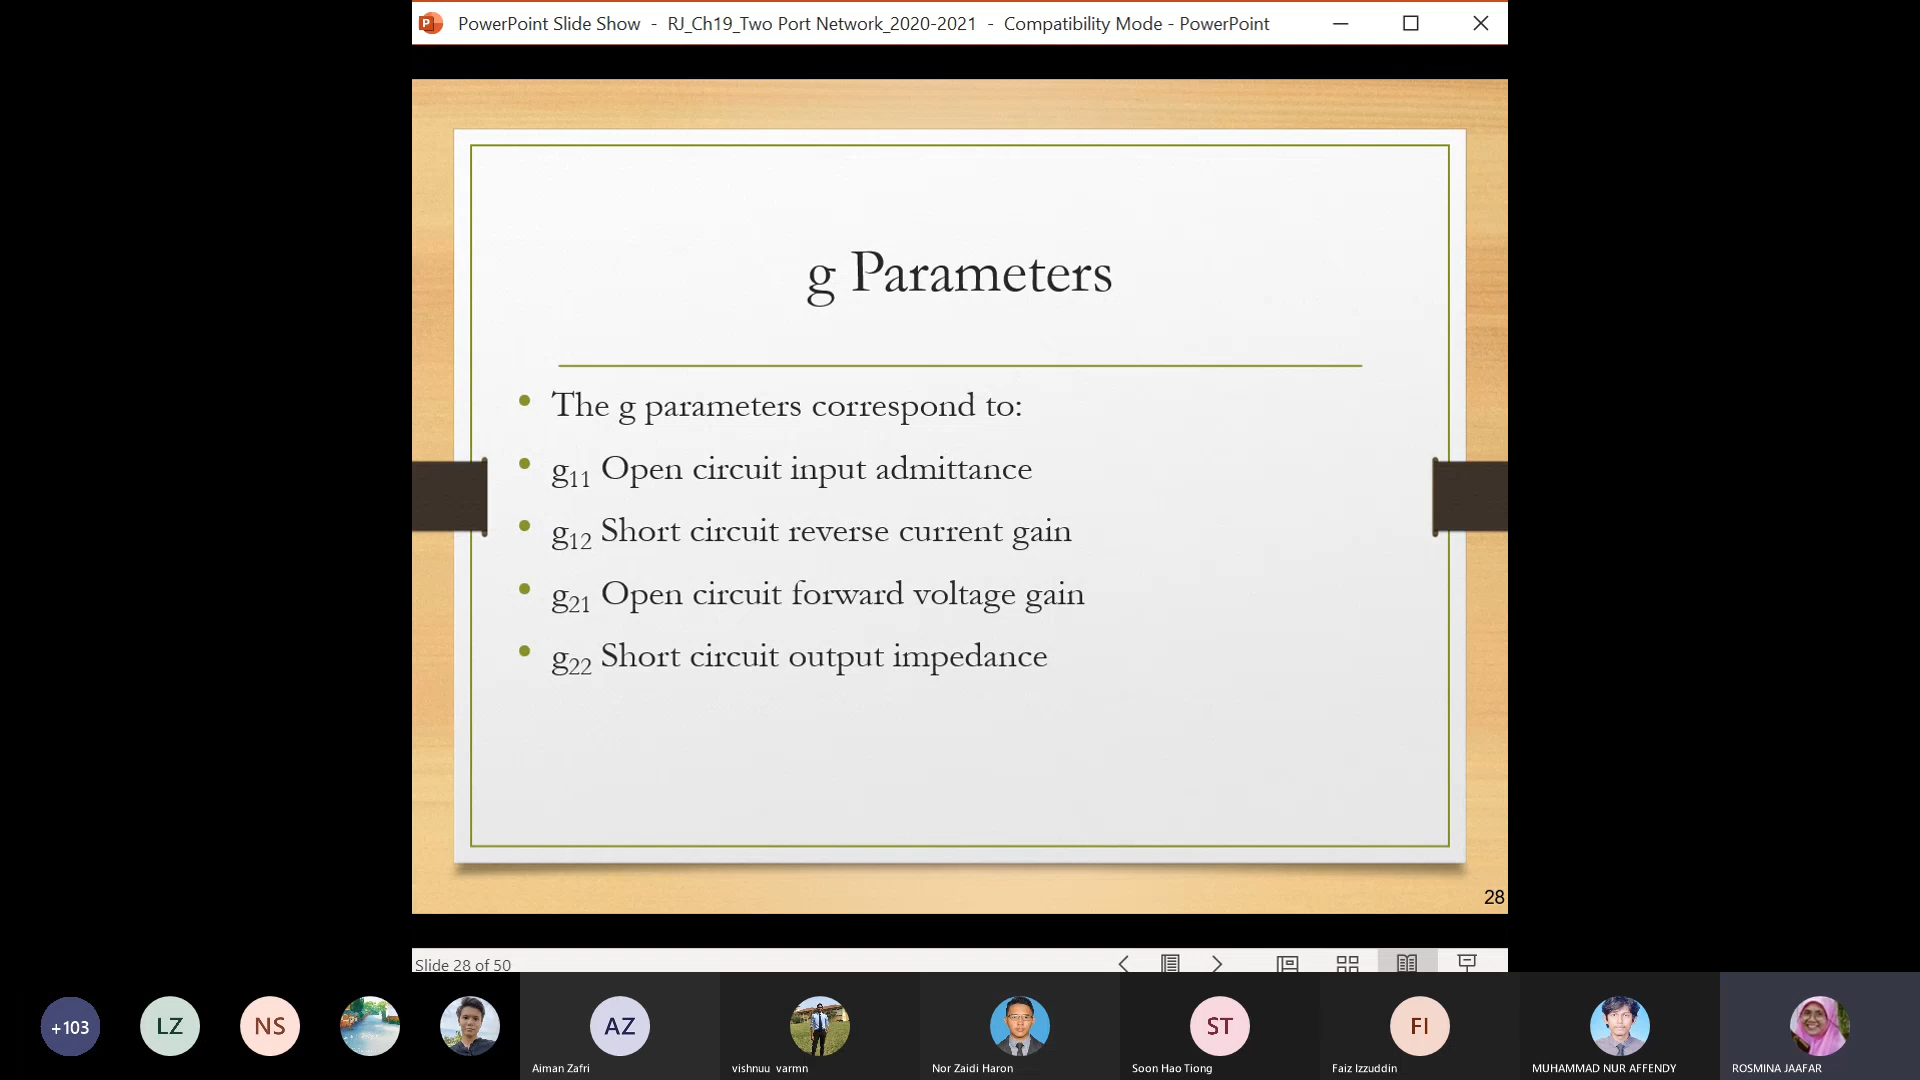 PowerPoint Slide Show - RJ_Ch19_Two Port Network_2020-2021 - Compatibility Mode - PowerPoint
g Parameters
The g parameters correspond to:
g11 Open circuit input admittance
g12 Short circuit reverse current gain
g21 Open circuit forward voltage gain
g22 Short circuit output impedance
28
Slide 28 of 50
+103
LZ
NS
AZ
ST
FI
Aiman Zafri
vishnuu varmn
Nor Zaidi Haron
Soon Hao Tiong
Faiz Izzuddin
MUHAMMAD NUR AFFENDY
ROSMINA JAAFAR